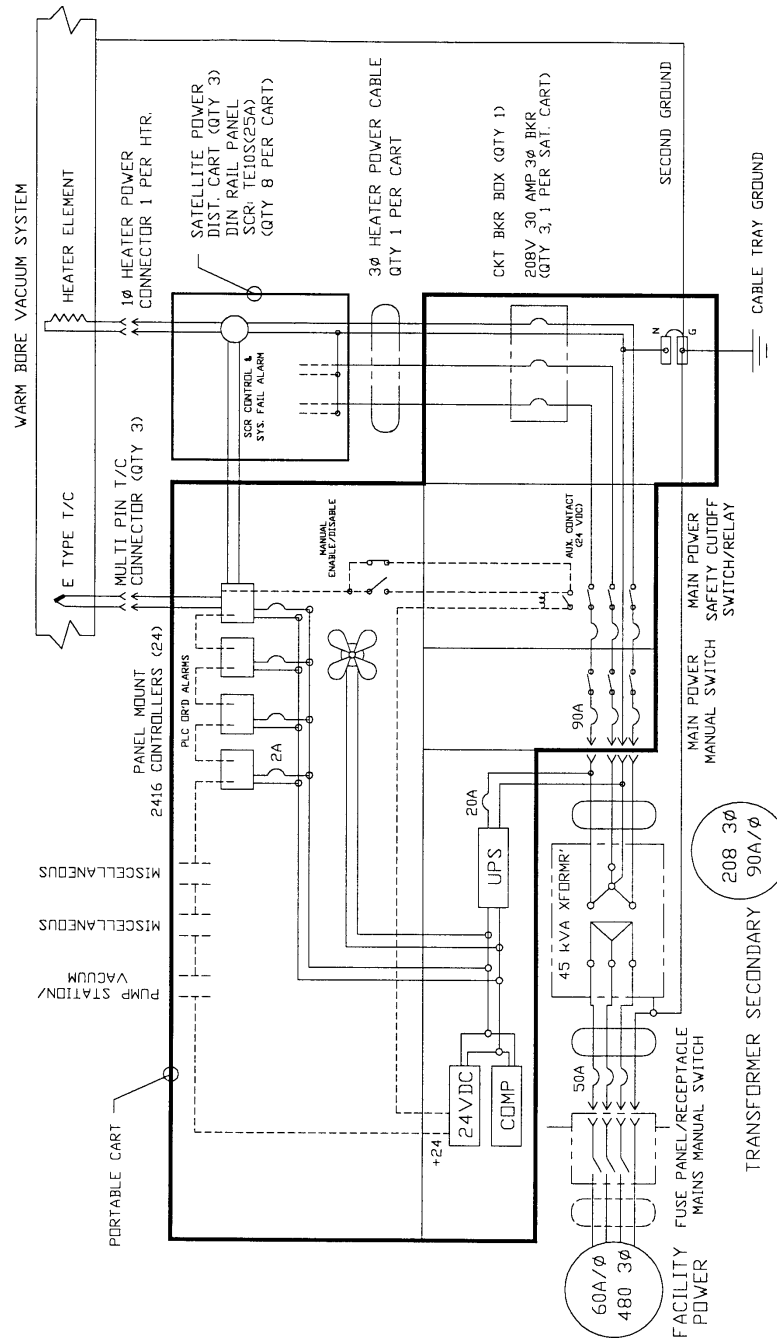 WARM BORE VACUUM SYSTEM
HEATER ELEMENT
E TYPE T/C
1Ø HEATER POWER
CONNECTOR 1 PER HTR.
MULTI PIN T/C
CONNECTOR (QTY 3)
SATELLITE POWER
DIST. CART (QTY 3)
DIN RAIL PANEL
SCR: TE10S(25A)
(QTY 8 PER CART)
SCR CONTROL &
SYS. FAIL ALARM
3Ø HEATER POWER CABLE
QTY 1 PER CART
CKT BKR BOX (QTY 1)
208V 30 AMP 3Ø BKR
(QTY 3, 1 PER SAT. CART)
SECOND GROUND
N
G
CABLE TRAY GROUND
PANEL MOUNT
2416 CONTROLLERS (24)
PLC OR'D ALARMS
2A
MANUAL
ENABLE/DISABLE
AUX. CONTACT
(24 VDC)
MAIN POWER
SAFETY CUTOFF
SWITCH/RELAY
MAIN POWER
MANUAL SWITCH
90A
MISCELLANEOUS
MISCELLANEOUS
PUMP STATION/
VACUUM
PORTABLE CART
20A
UPS
+24
24VDC
COMP
45 kVA XFORMR'
208 3Ø
90A/Ø
TRANSFORMER SECONDARY
50A
FUSE PANEL/RECEPTACLE
MAINS MANUAL SWITCH
60A/Ø
480 3Ø
FACILITY
POWER